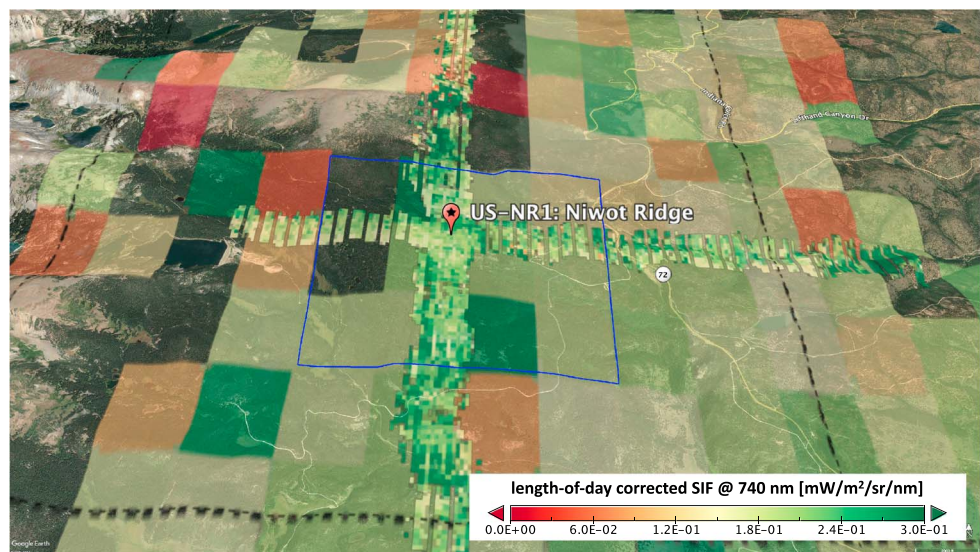 US-NR1: Niwot Ridge
72
length-of-day corrected SIF @ 740 nm [mW/m²/sr/nm]
0.0E+00 6.0E-02 1.2E-01 1.8E-01 2.4E-01 3.0E-01
Google Earth